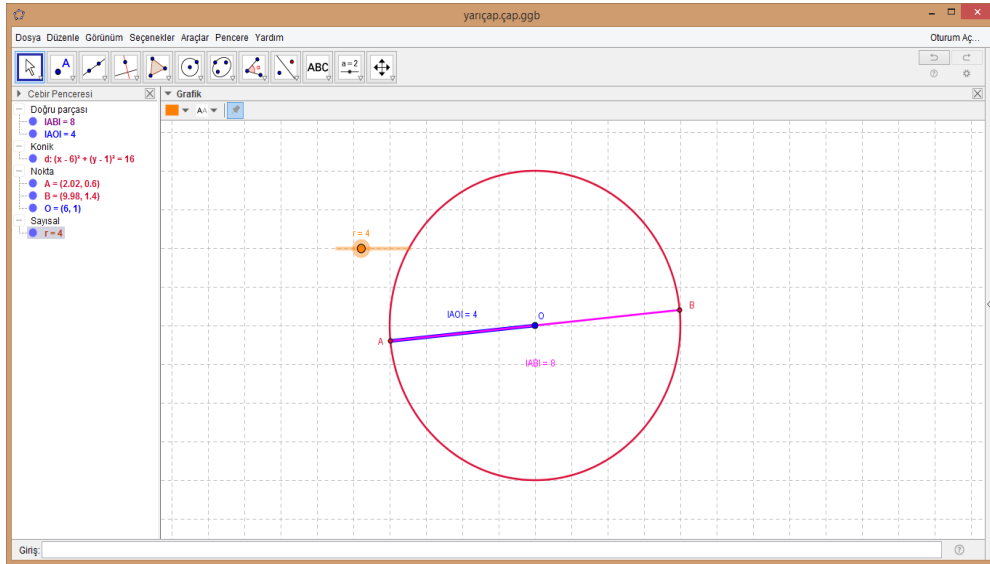 yarıçap.çap.ggb
Dosya Düzenle Görünüm Seçenekler Araçlar Pencere Yardım
Oturum Aç...
A
ABC
a=2
Cebir Penceresi
Grafik
AA
Doğru parçası
IABI = 8
IAOI = 4
Konik
d: (x - 6)² + (y - 1)² = 16
Nokta
A = (2.02, 0.6)
B = (9.98, 1.4)
O = (6, 1)
Sayısal
r = 4
r = 4
B
IAOI = 4
O
A
IABI = 8
Giriş: